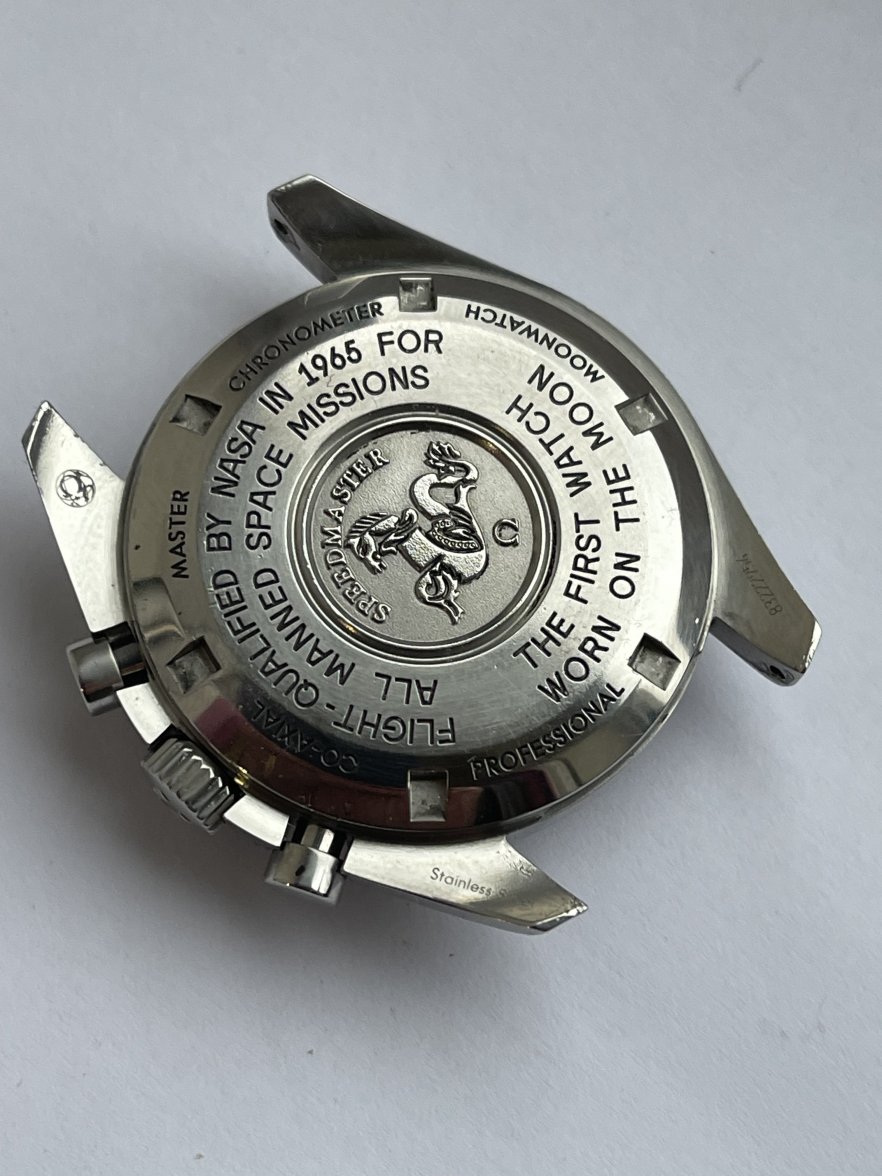 CO-AXIAL
MASTER
CHRONOMETER
MOONWATCH
PROFESSIONAL
FLIGHT-QUALIFIED BY NASA IN 1965 FOR
ALL MANNED SPACE MISSIONS
THE FIRST WATCH
WORN ON THE MOON
SPEEDMASTER
Ω
Stainless